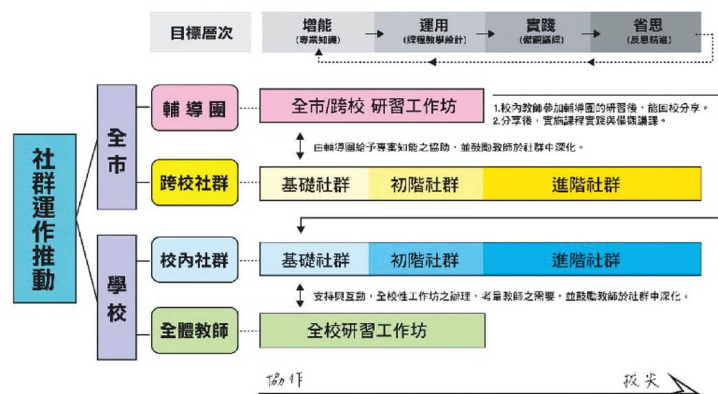 目標層次
增能
(專業知識)
運用
(課程教學設計)
實踐
(備觀議課)
省思
(反思精進)
社群運作推動
全市
輔導團
全市/跨校 研習工作坊
1.校內教師參加輔導團的研習後，能回校分享。
2.分享後，實施課程實踐與備觀議課。
由輔導團給予專案知能之協助，並鼓勵教師於社群中深化。
跨校社群
基礎社群
初階社群
進階社群
學校
校內社群
基礎社群
初階社群
進階社群
支持與互動，全校性工作坊之辦理，考量教師之需要，並鼓勵教師於社群中深化。
全體教師
全校研習工作坊
協作
拔尖